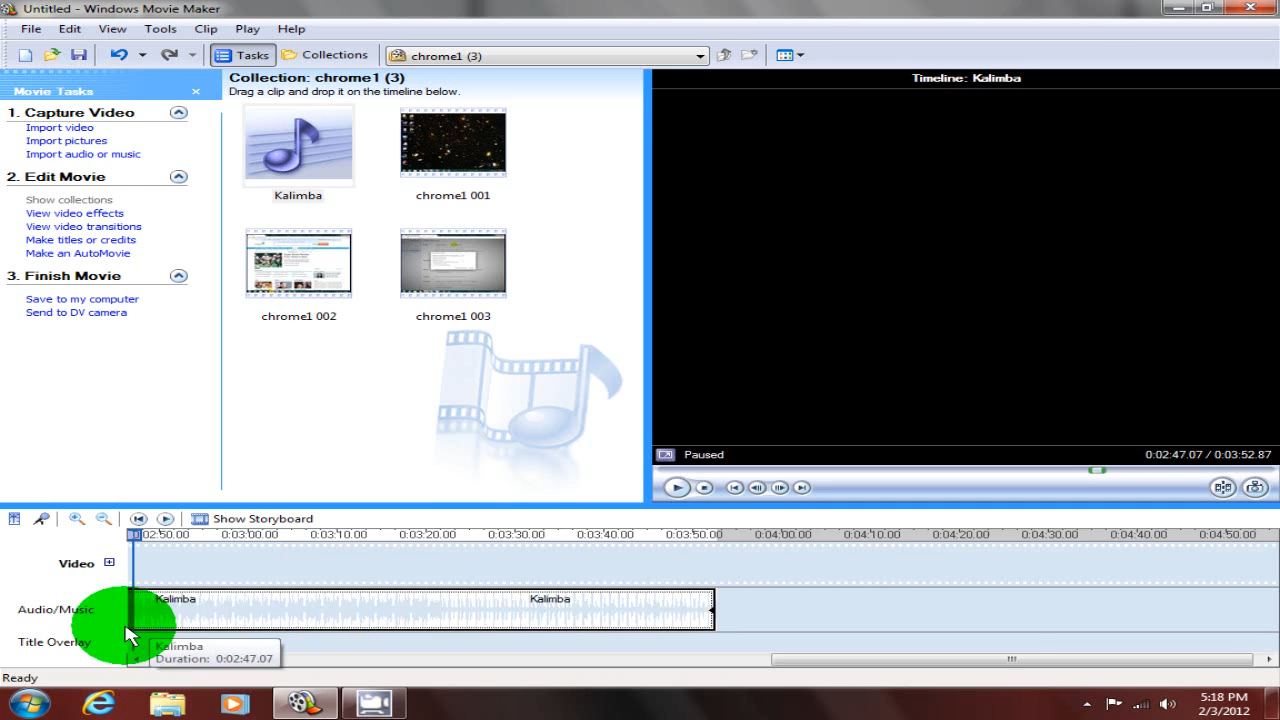 Untitled - Windows Movie Maker
File Edit View Tools Clip Play Help
Tasks Collections chrome1 (3)
Movie Tasks
1. Capture Video
Import video
Import pictures
Import audio or music
2. Edit Movie
Show collections
View video effects
View video transitions
Make titles or credits
Make an AutoMovie
3. Finish Movie
Save to my computer
Send to DV camera
Collection: chrome1 (3)
Drag a clip and drop it on the timeline below.
Kalimba
chrome1 001
chrome1 002
chrome1 003
Timeline: Kalimba
Paused
0:02:47.07 / 0:03:52.87
Show Storyboard
02:50.00 0:03:00.00 0:03:10.00 0:03:20.00 0:03:30.00 0:03:40.00 0:03:50.00 0:04:00.00 0:04:10.00 0:04:20.00 0:04:30.00 0:04:40.00 0:04:50.00
Video
Audio/Music
Kalimba Kalimba
Title Overlay
Kalimba
Duration: 0:02:47.07
Ready
5:18 PM
2/3/2012